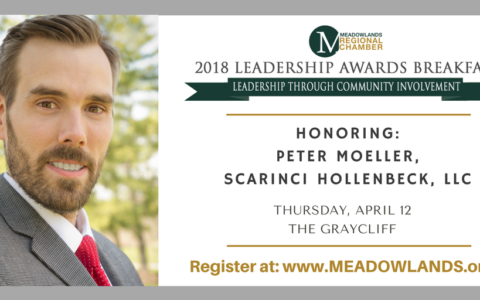 MEADOWLANDS
REGIONAL
CHAMBER
2018 LEADERSHIP AWARDS BREAKFA
LEADERSHIP THROUGH COMMUNITY INVOLVEMENT
HONORING:
PETER MOELLER,
SCARINCI HOLLENBECK, LLC
THURSDAY, APRIL 12
THE GRAYCLIFF
Register at: www.MEADOWLANDS.or